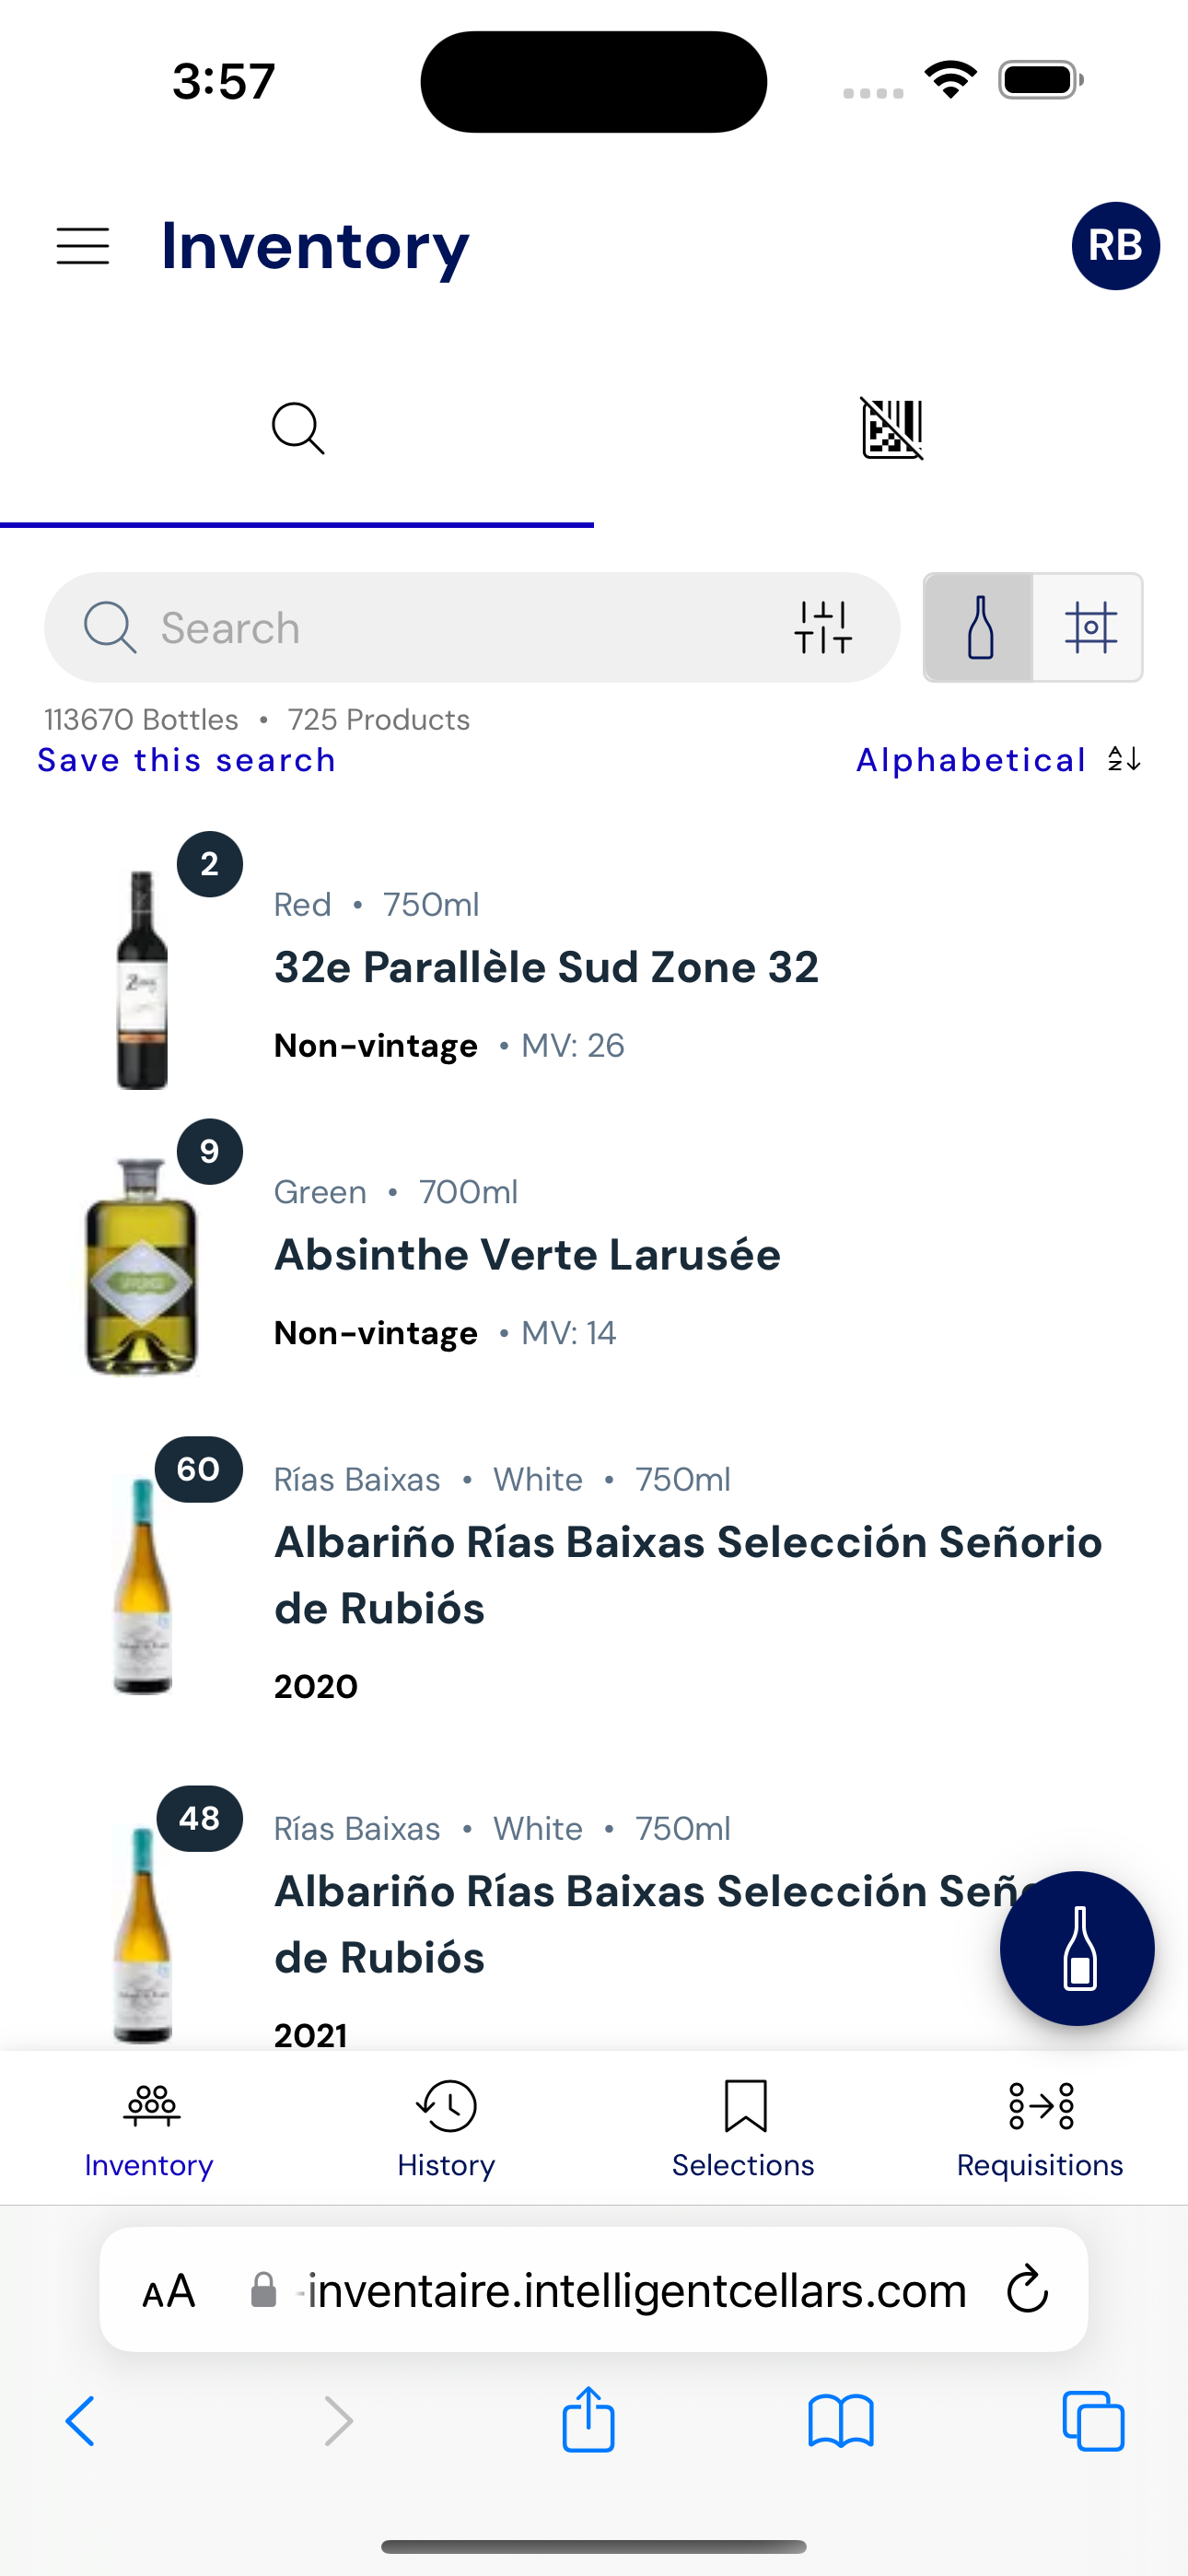 3:57
Inventory
RB
Search
113670 Bottles • 725 Products
Save this search
Alphabetical
2
Red • 750ml
32e Parallèle Sud Zone 32
Non-vintage • MV: 26
9
Green • 700ml
Absinthe Verte Larusée
Non-vintage • MV: 14
60
Rías Baixas • White • 750ml
Albariño Rías Baixas Selección Señorio
de Rubiós
2020
48
Rías Baixas • White • 750ml
Albariño Rías Baixas Selección
de Rubiós
2021
Inventory
History
Selections
Requisitions
AA
-inventaire.intelligentcellars.com